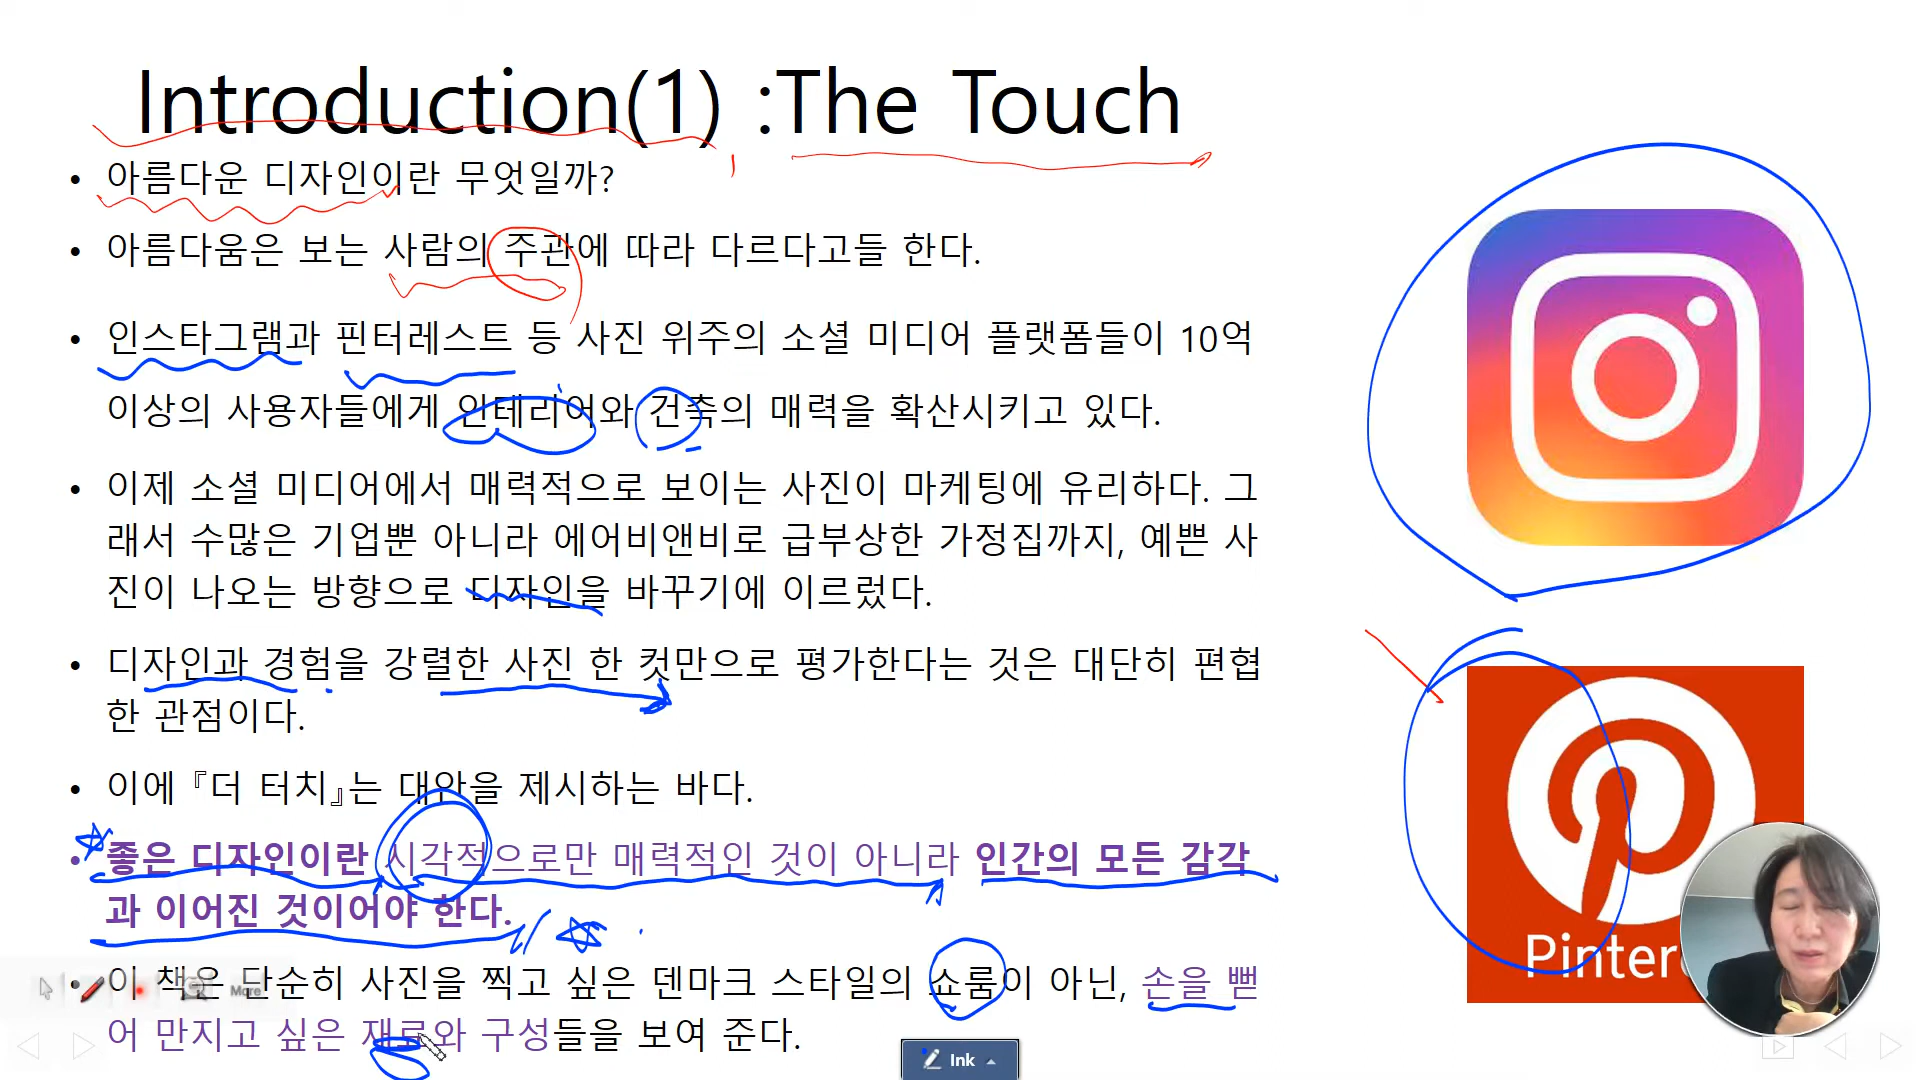 Introduction(1) :The Touch
• 아름다운 디자인이란 무엇일까?
• 아름다움은 보는 사람의 주관에 따라 다르다고들 한다.
• 인스타그램과 핀터레스트 등 사진 위주의 소셜 미디어 플랫폼들이 10억
이상의 사용자들에게 인테리어와 건축의 매력을 확산시키고 있다.
• 이제 소셜 미디어에서 매력적으로 보이는 사진이 마케팅에 유리하다. 그
래서 수많은 기업뿐 아니라 에어비앤비로 급부상한 가정집까지, 예쁜 사
진이 나오는 방향으로 디자인을 바꾸기에 이르렀다.
• 디자인과 경험을 강렬한 사진 한 컷만으로 평가한다는 것은 대단히 편협
한 관점이다.
• 이에 『더 터치』는 대안을 제시하는 바다.
• 좋은 디자인이란 시각적으로만 매력적인 것이 아니라 인간의 모든 감각
과 이어진 것이어야 한다.
• 이 책은 단순히 사진을 찍고 싶은 덴마크 스타일의 쇼룸이 아닌, 손을 뻗
어 만지고 싶은 재료와 구성들을 보여 준다.
Pinter
More
Ink